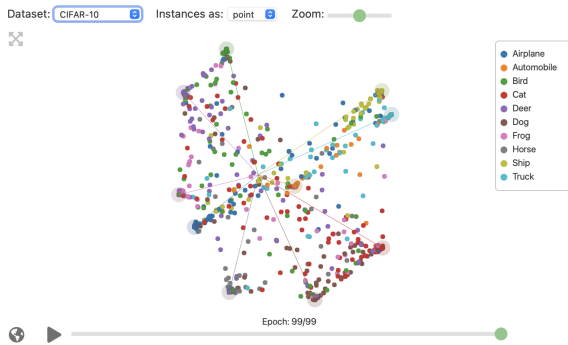 Dataset: CIFAR-10 Instances as: point Zoom:
Airplane
Automobile
Bird
Cat
Deer
Dog
Frog
Horse
Ship
Truck
Epoch: 99/99